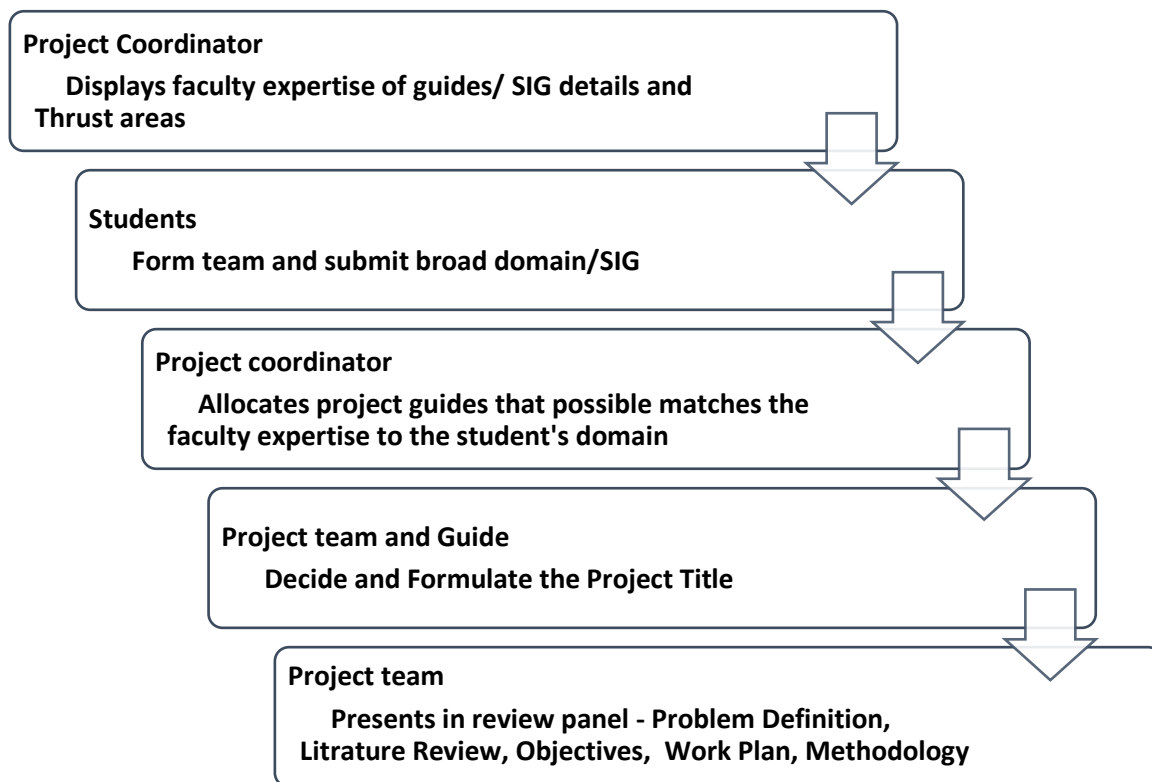 Project Coordinator
Displays faculty expertise of guides/ SIG details and
Thrust areas
Students
Form team and submit broad domain/SIG
Project coordinator
Allocates project guides that possible matches the
faculty expertise to the student's domain
Project team and Guide
Decide and Formulate the Project Title
Project team
Presents in review panel - Problem Definition,
Litrature Review, Objectives,  Work Plan, Methodology